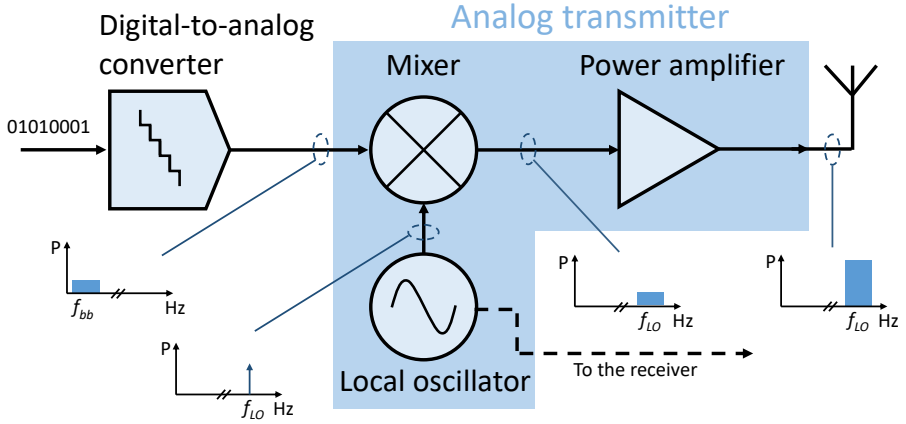 Analog transmitter
Digital-to-analog
converter
Mixer
Power amplifier
01010001
P
f_bb
Hz
P
f_LO
Hz
Local oscillator
To the receiver
P
f_LO
Hz
P
f_LO
Hz